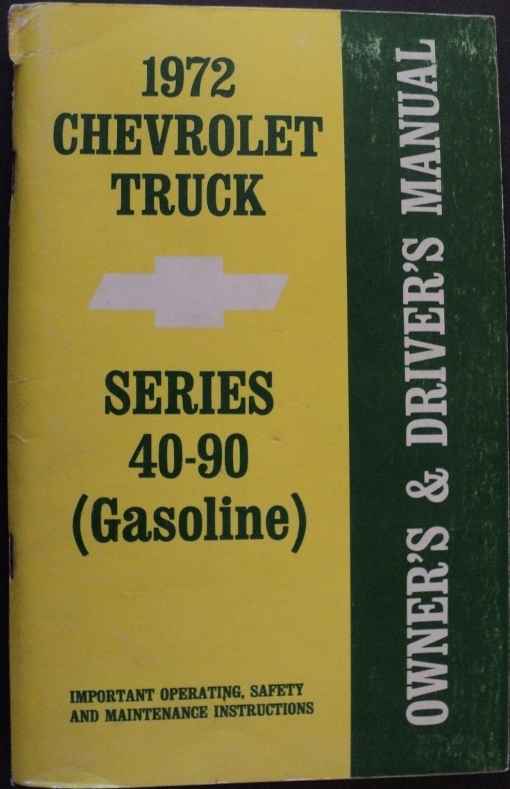 1972
CHEVROLET
TRUCK
SERIES
40-90
(Gasoline)
IMPORTANT OPERATING, SAFETY
AND MAINTENANCE INSTRUCTIONS
OWNER'S & DRIVER'S MANUAL